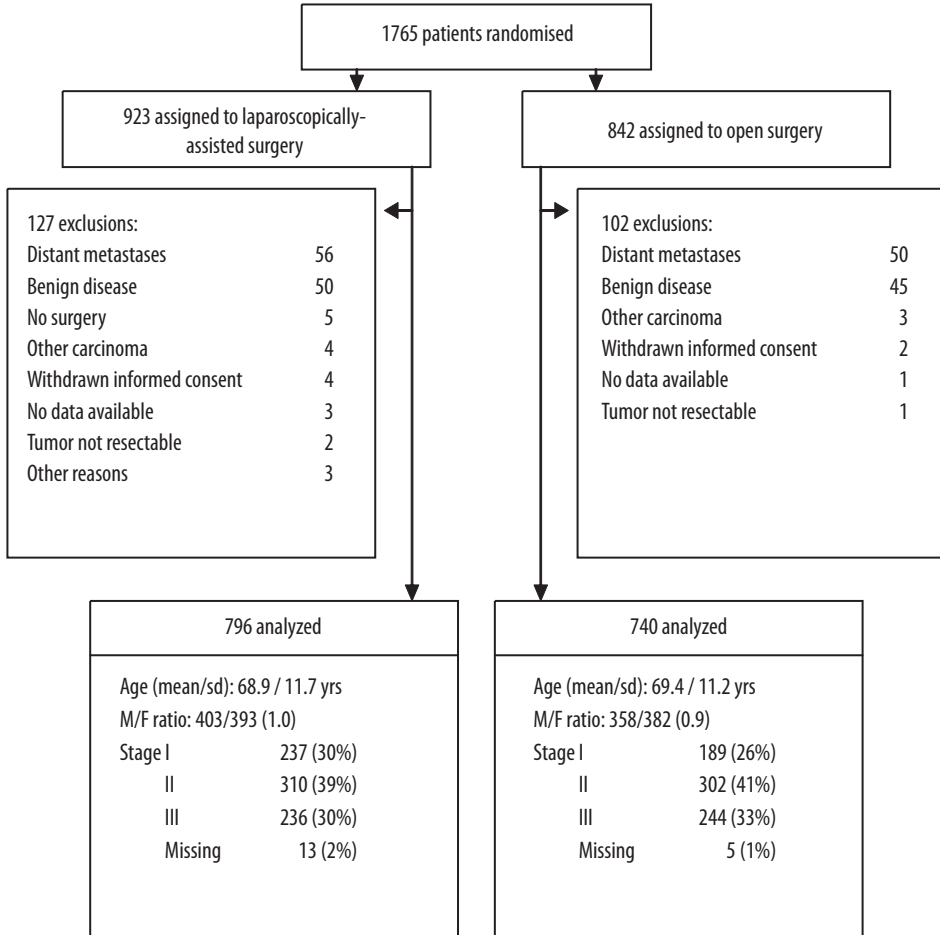 1765 patients randomised
923 assigned to laparoscopically-
assisted surgery
842 assigned to open surgery
127 exclusions:
Distant metastases 56
Benign disease 50
No surgery 5
Other carcinoma 4
Withdrawn informed consent 4
No data available 3
Tumor not resectable 2
Other reasons 3
102 exclusions:
Distant metastases 50
Benign disease 45
Other carcinoma 3
Withdrawn informed consent 2
No data available 1
Tumor not resectable 1
796 analyzed
Age (mean/sd): 68.9 / 11.7 yrs
M/F ratio: 403/393 (1.0)
Stage I 237 (30%)
II 310 (39%)
III 236 (30%)
Missing 13 (2%)
740 analyzed
Age (mean/sd): 69.4 / 11.2 yrs
M/F ratio: 358/382 (0.9)
Stage I 189 (26%)
II 302 (41%)
III 244 (33%)
Missing 5 (1%)